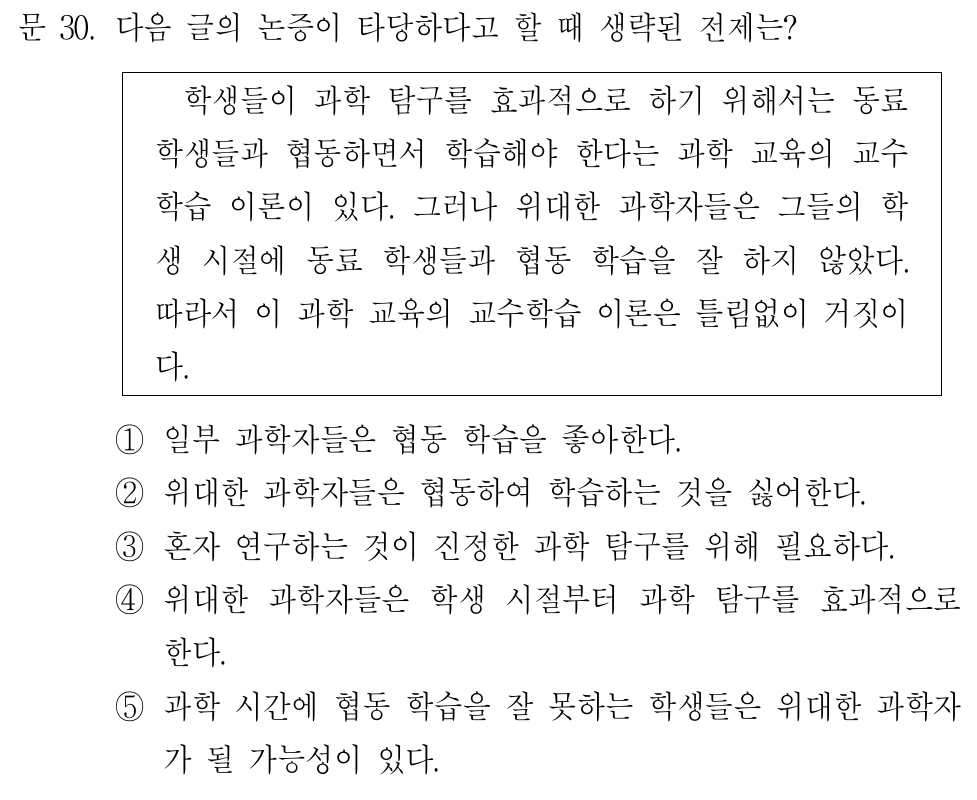 문 30. 다음 글의 논증이 타당하다고 할 때 생략된 전제는?
학생들이 과학 탐구를 효과적으로 하기 위해서는 동료
학생들과 협동하면서 학습해야 한다는 과학 교육의 교수
학습 이론이 있다. 그러나 위대한 과학자들은 그들의 학
생 시절에 동료 학생들과 협동 학습을 잘 하지 않았다.
따라서 이 과학 교육의 교수학습 이론은 틀림없이 거짓이
다.
① 일부 과학자들은 협동 학습을 좋아한다.
② 위대한 과학자들은 협동하여 학습하는 것을 싫어한다.
③ 혼자 연구하는 것이 진정한 과학 탐구를 위해 필요하다.
④ 위대한 과학자들은 학생 시절부터 과학 탐구를 효과적으로
한다.
⑤ 과학 시간에 협동 학습을 잘 못하는 학생들은 위대한 과학자
가 될 가능성이 있다.